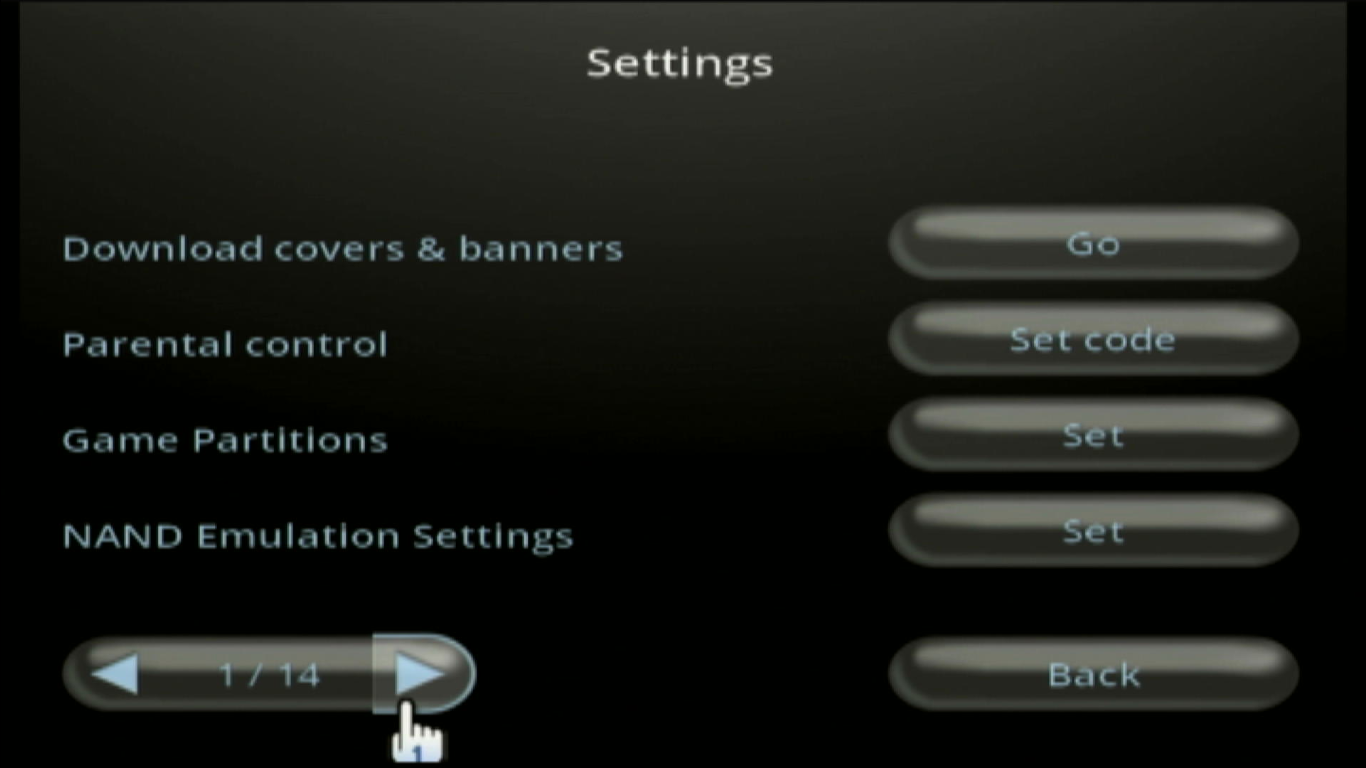 Settings
Download covers & banners Go
Parental control Set code
Game Partitions Set
NAND Emulation Settings Set
1 / 14 Back
1